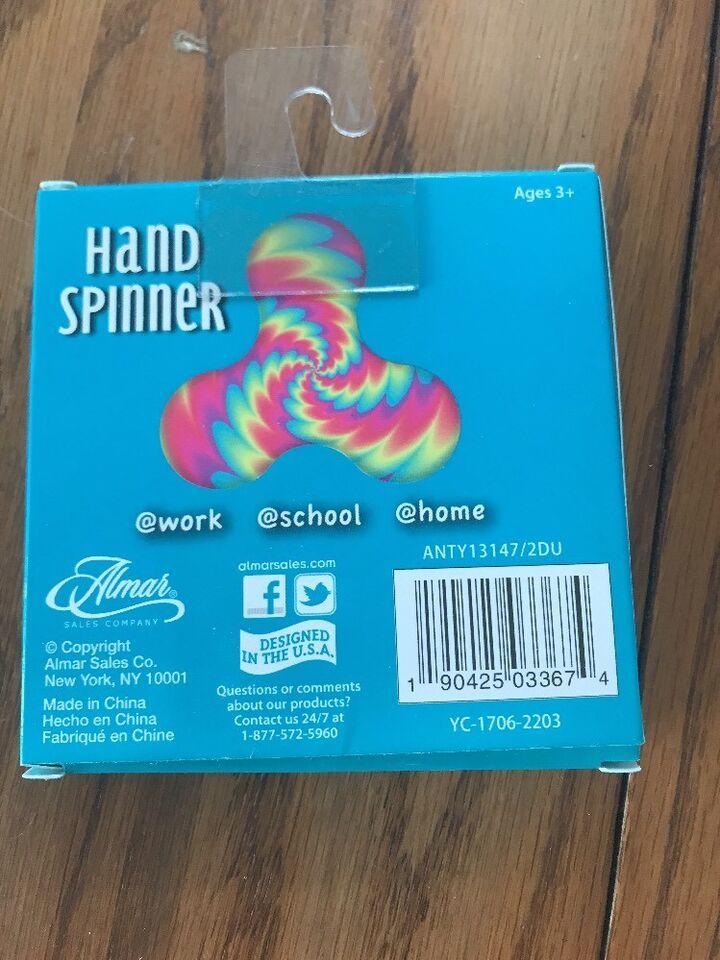 Ages 3+
Hand
Spinner
@work @school @home
Almar®
SALES COMPANY
© Copyright
Almar Sales Co.
New York, NY 10001
Made in China
Hecho en China
Fabriqué en Chine
almarsales.com
f
DESIGNED
IN THE U.S.A.
Questions or comments
about our products?
Contact us 24/7 at
1-877-572-5960
ANTY13147/2DU
1 90425 03367 4
YC-1706-2203